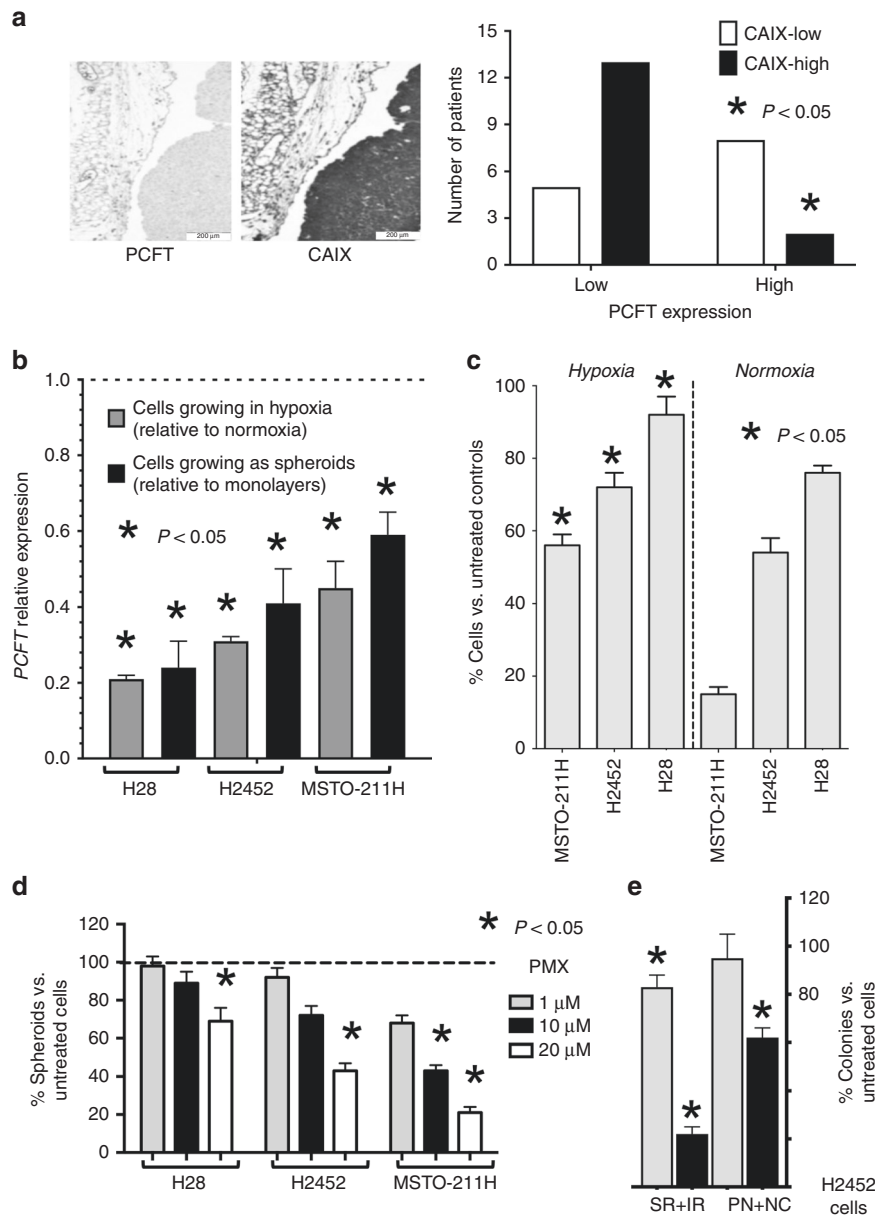 a
200 μm
200 μm
PCFT
CAIX
CAIX-low
CAIX-high
* P < 0.05
*
Number of patients
15
12
9
6
3
0
Low
High
PCFT expression
b
1.0
0.8
0.6
0.4
0.2
0.0
PCFT relative expression
Cells growing in hypoxia
(relative to normoxia)
Cells growing as spheroids
(relative to monolayers)
* P < 0.05
* * * * * *
H28
H2452
MSTO-211H
c
Hypoxia
Normoxia
* * *
* P < 0.05
% Cells vs. untreated controls
100
80
60
40
20
0
MSTO-211H
H2452
H28
MSTO-211H
H2452
H28
d
% Spheroids vs.
untreated cells
120
100
80
60
40
20
0
* * * *
H28
H2452
MSTO-211H
* P < 0.05
PMX
1 μM
10 μM
20 μM
e
* * *
120
100
80
% Colonies vs.
untreated cells
SR+IR
PN+NC
H2452
cells